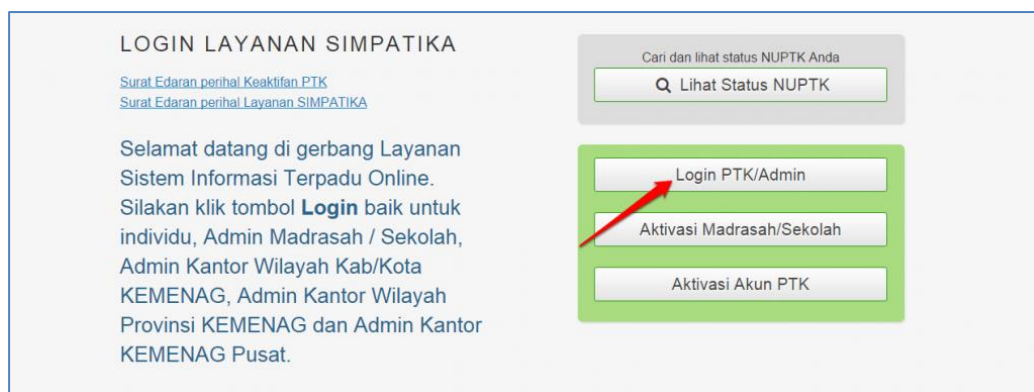 LOGIN LAYANAN SIMPATIKA
Surat Edaran perihal Keaktifan PTK
Surat Edaran perihal Layanan SIMPATIKA
Selamat datang di gerbang Layanan
Sistem Informasi Terpadu Online.
Silakan klik tombol Login baik untuk
individu, Admin Madrasah / Sekolah,
Admin Kantor Wilayah Kab/Kota
KEMENAG, Admin Kantor Wilayah
Provinsi KEMENAG dan Admin Kantor
KEMENAG Pusat.
Cari dan lihat status NUPTK Anda
Lihat Status NUPTK
Login PTK/Admin
Aktivasi Madrasah/Sekolah
Aktivasi Akun PTK